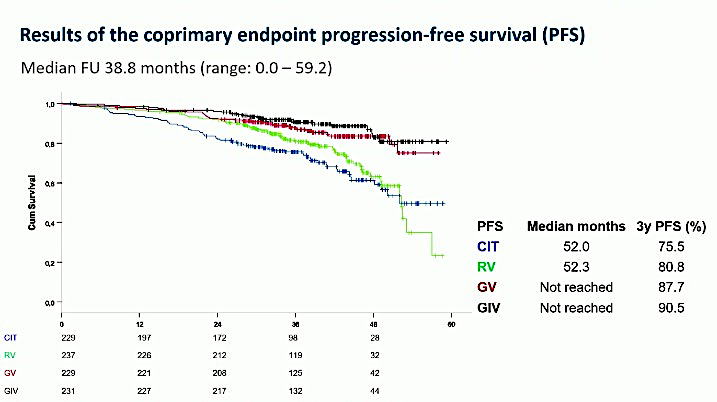 Results of the coprimary endpoint progression-free survival (PFS)
Median FU 38.8 months (range: 0.0 – 59.2)
Cum Survival
1,0
0,8
0,6
0,4
0,2
0,0
0 12 24 36 48 60
PFS Median months 3y PFS (%)
CIT 52.0 75.5
RV 52.3 80.8
GV Not reached 87.7
GIV Not reached 90.5
CIT 229 197 172 98 28
RV 237 226 212 119 32
GV 229 221 208 125 42
GIV 231 227 217 132 44